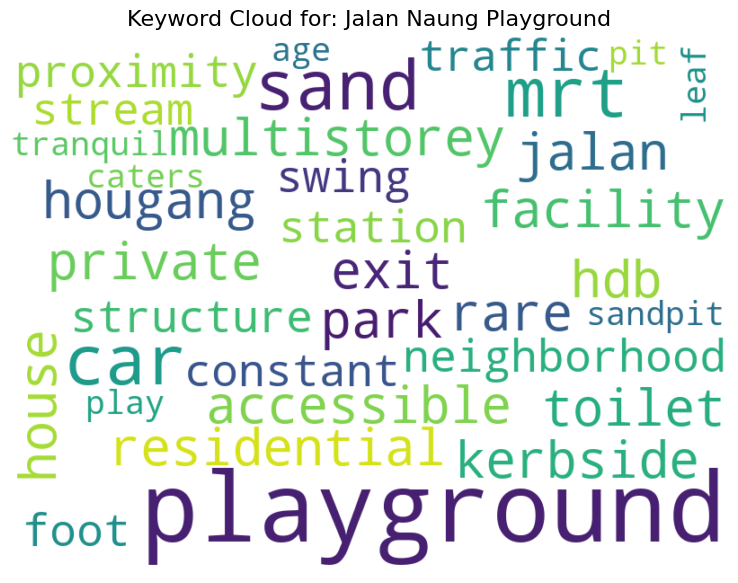 Keyword Cloud for: Jalan Naung Playground
age
traffic
pit
proximity
sand
mrt
leaf
stream
tranquil
multistorey
jalan
caters
swing
hougang
facility
station
private
exit
hdb
structure
park
rare
sandpit
house
car
constant
neighborhood
play
accessible
toilet
residential
kerbside
foot
playground